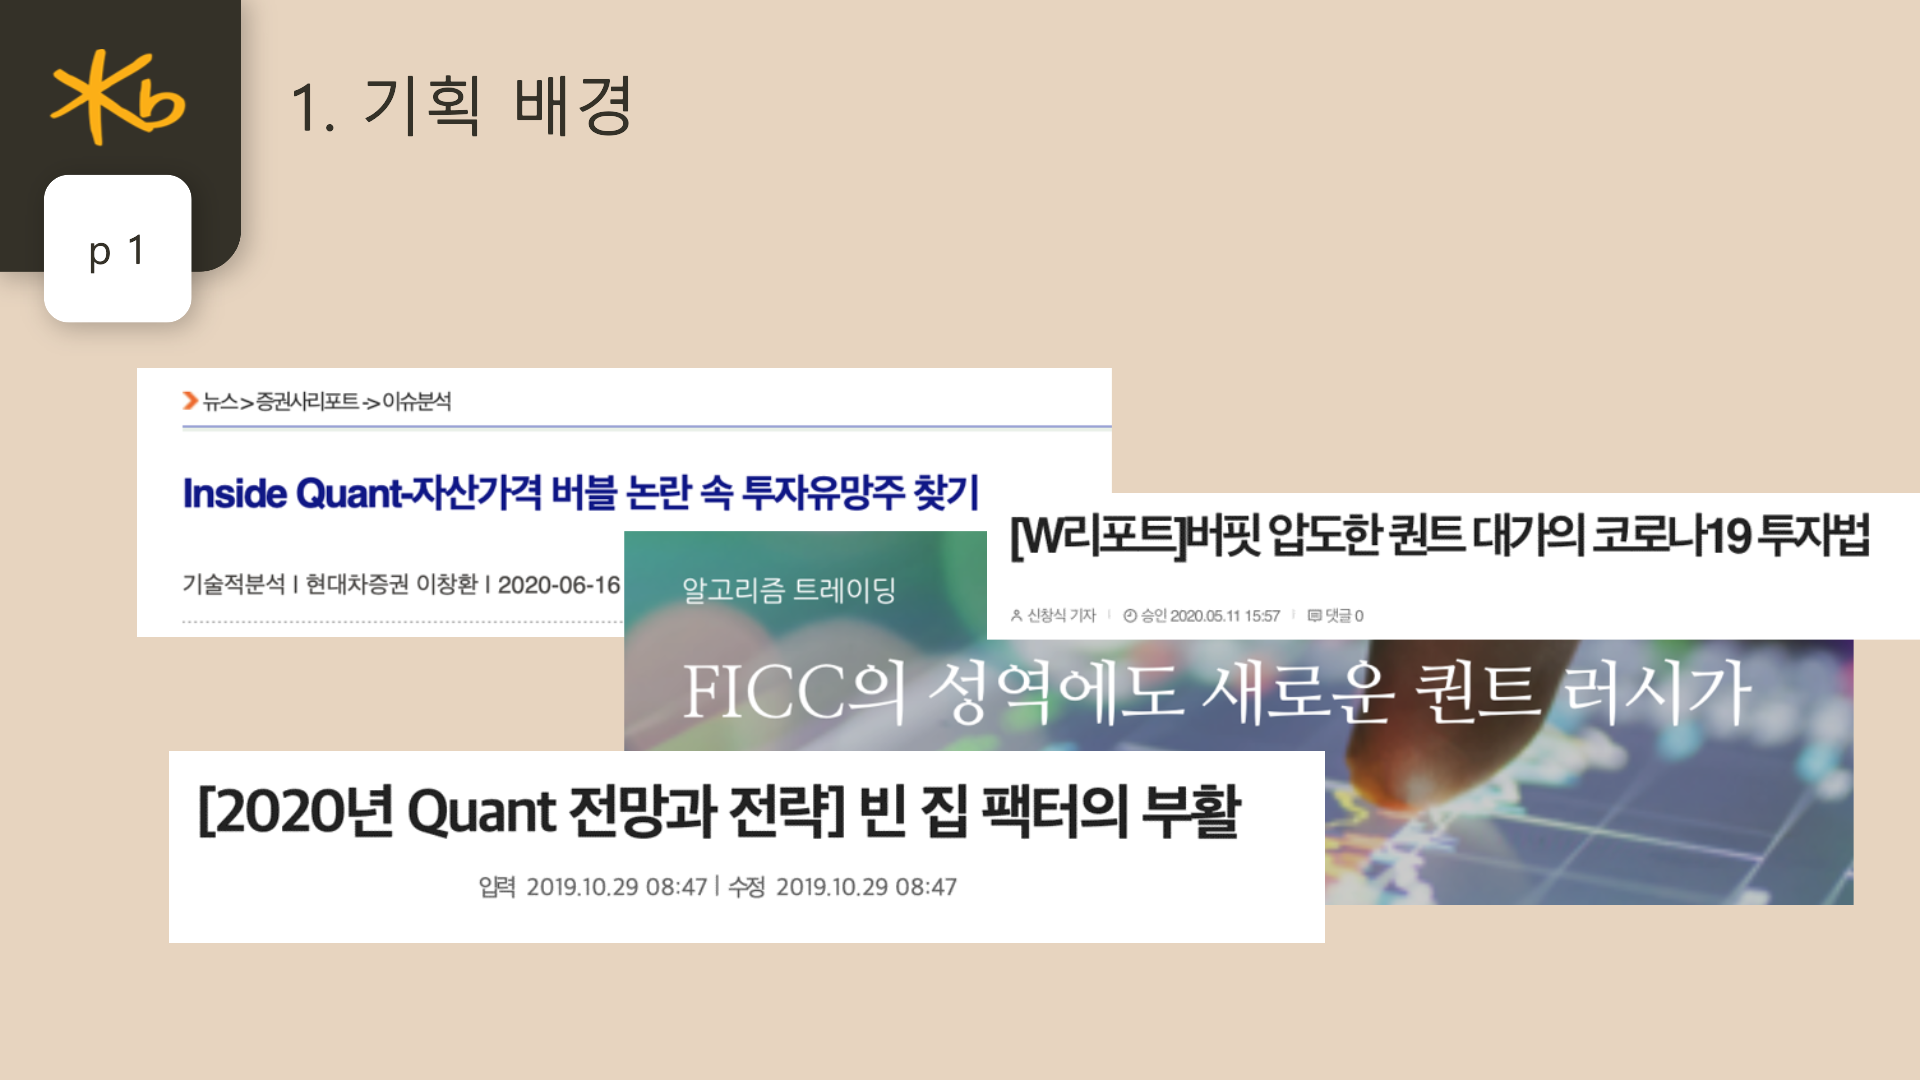 Kb
1. 기획 배경
p 1
뉴스 > 증권사리포트 -> 이슈분석
Inside Quant-자산가격 버블 논란 속 투자유망주 찾기
기술적분석 | 현대차증권 이창환 | 2020-06-16
[W리포트]버핏 압도한 퀀트 대가의 코로나19 투자법
신창식 기자 | 승인 2020.05.11 15:57 | 댓글 0
알고리즘 트레이딩
FICC의 성역에도 새로운 퀀트 러시가
[2020년 Quant 전망과 전략] 빈 집 팩터의 부활
입력 2019.10.29 08:47 | 수정 2019.10.29 08:47